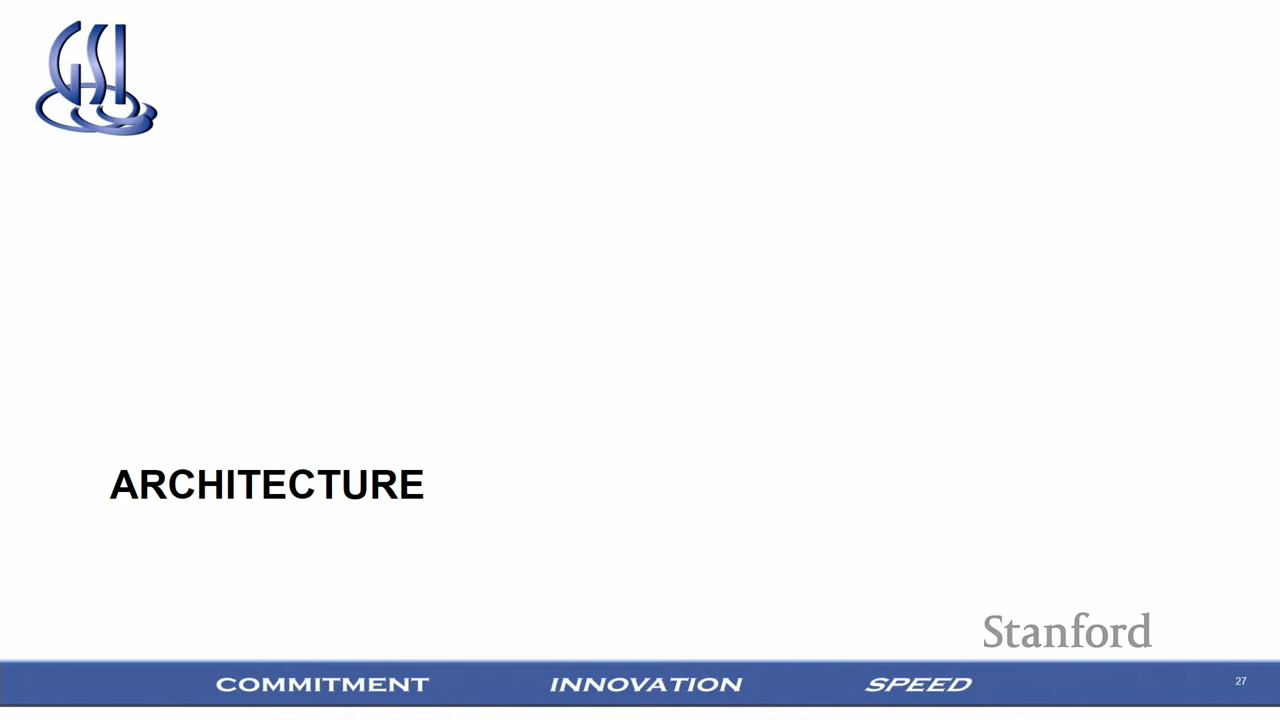 GSI
ARCHITECTURE
Stanford
COMMITMENT INNOVATION SPEED 27